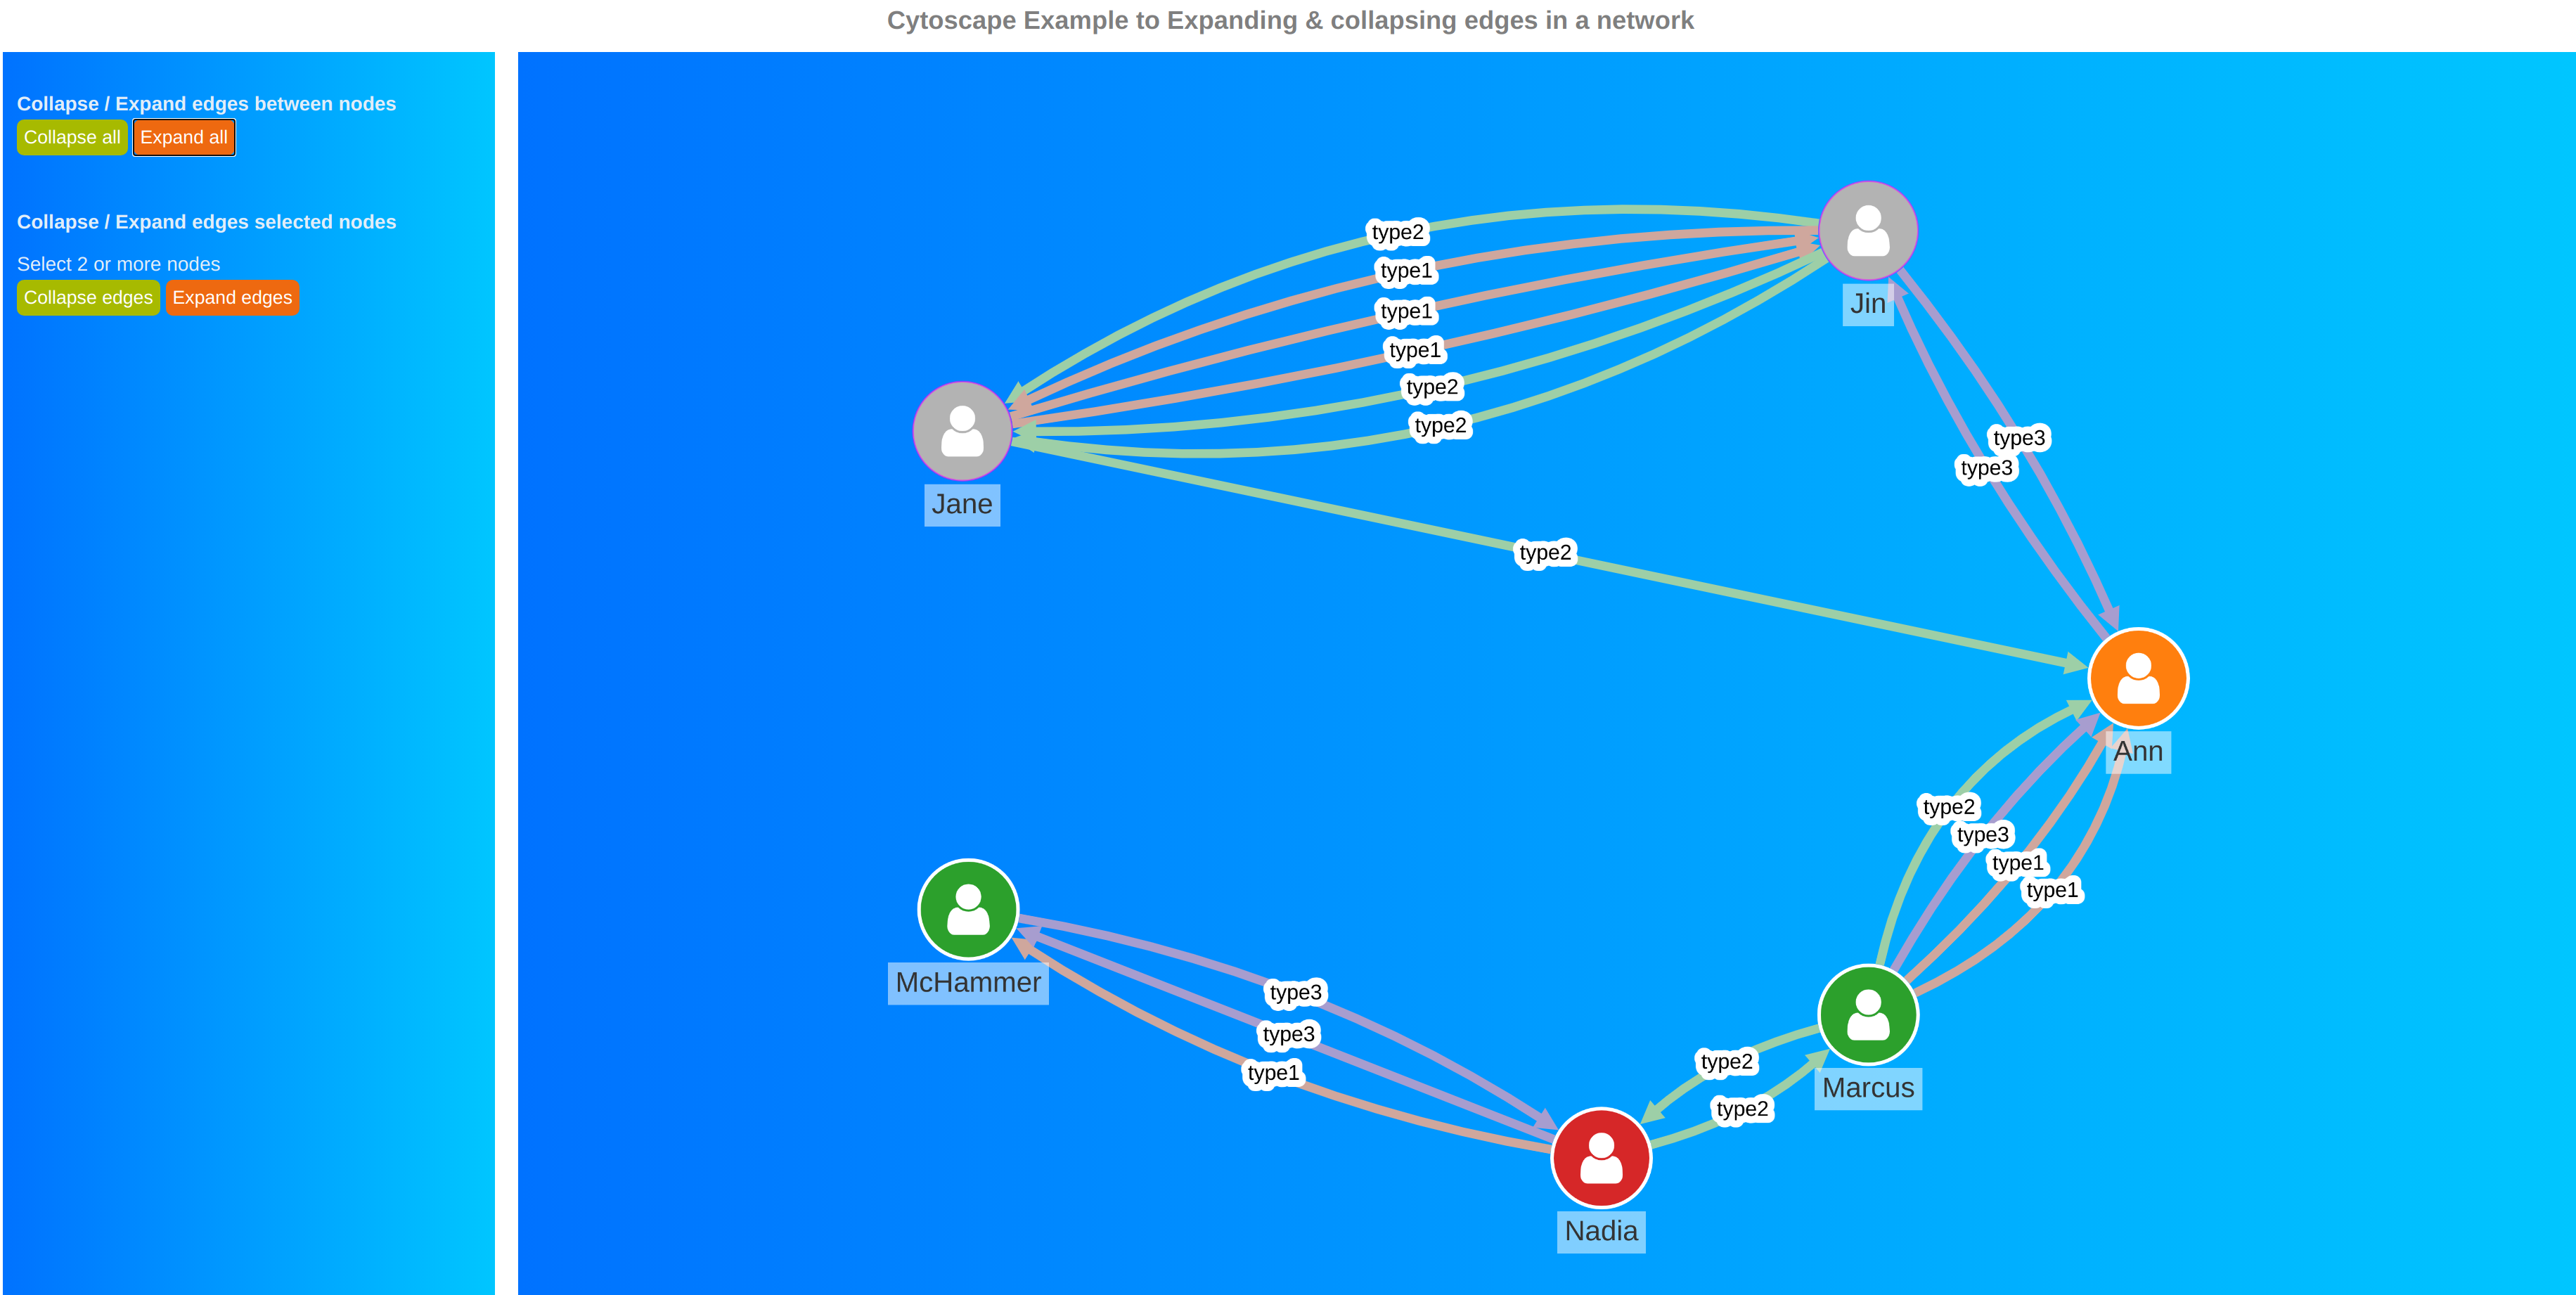 Cytoscape Example to Expanding & collapsing edges in a network
Collapse / Expand edges between nodes
Collapse all
Expand all
Collapse / Expand edges selected nodes
Select 2 or more nodes
Collapse edges
Expand edges
type2
type1
type1
type1
type2
type2
Jin
Jane
type3
type3
type2
Ann
type2
type3
type1
type1
McHammer
type3
type3
type1
type2
type2
Marcus
Nadia